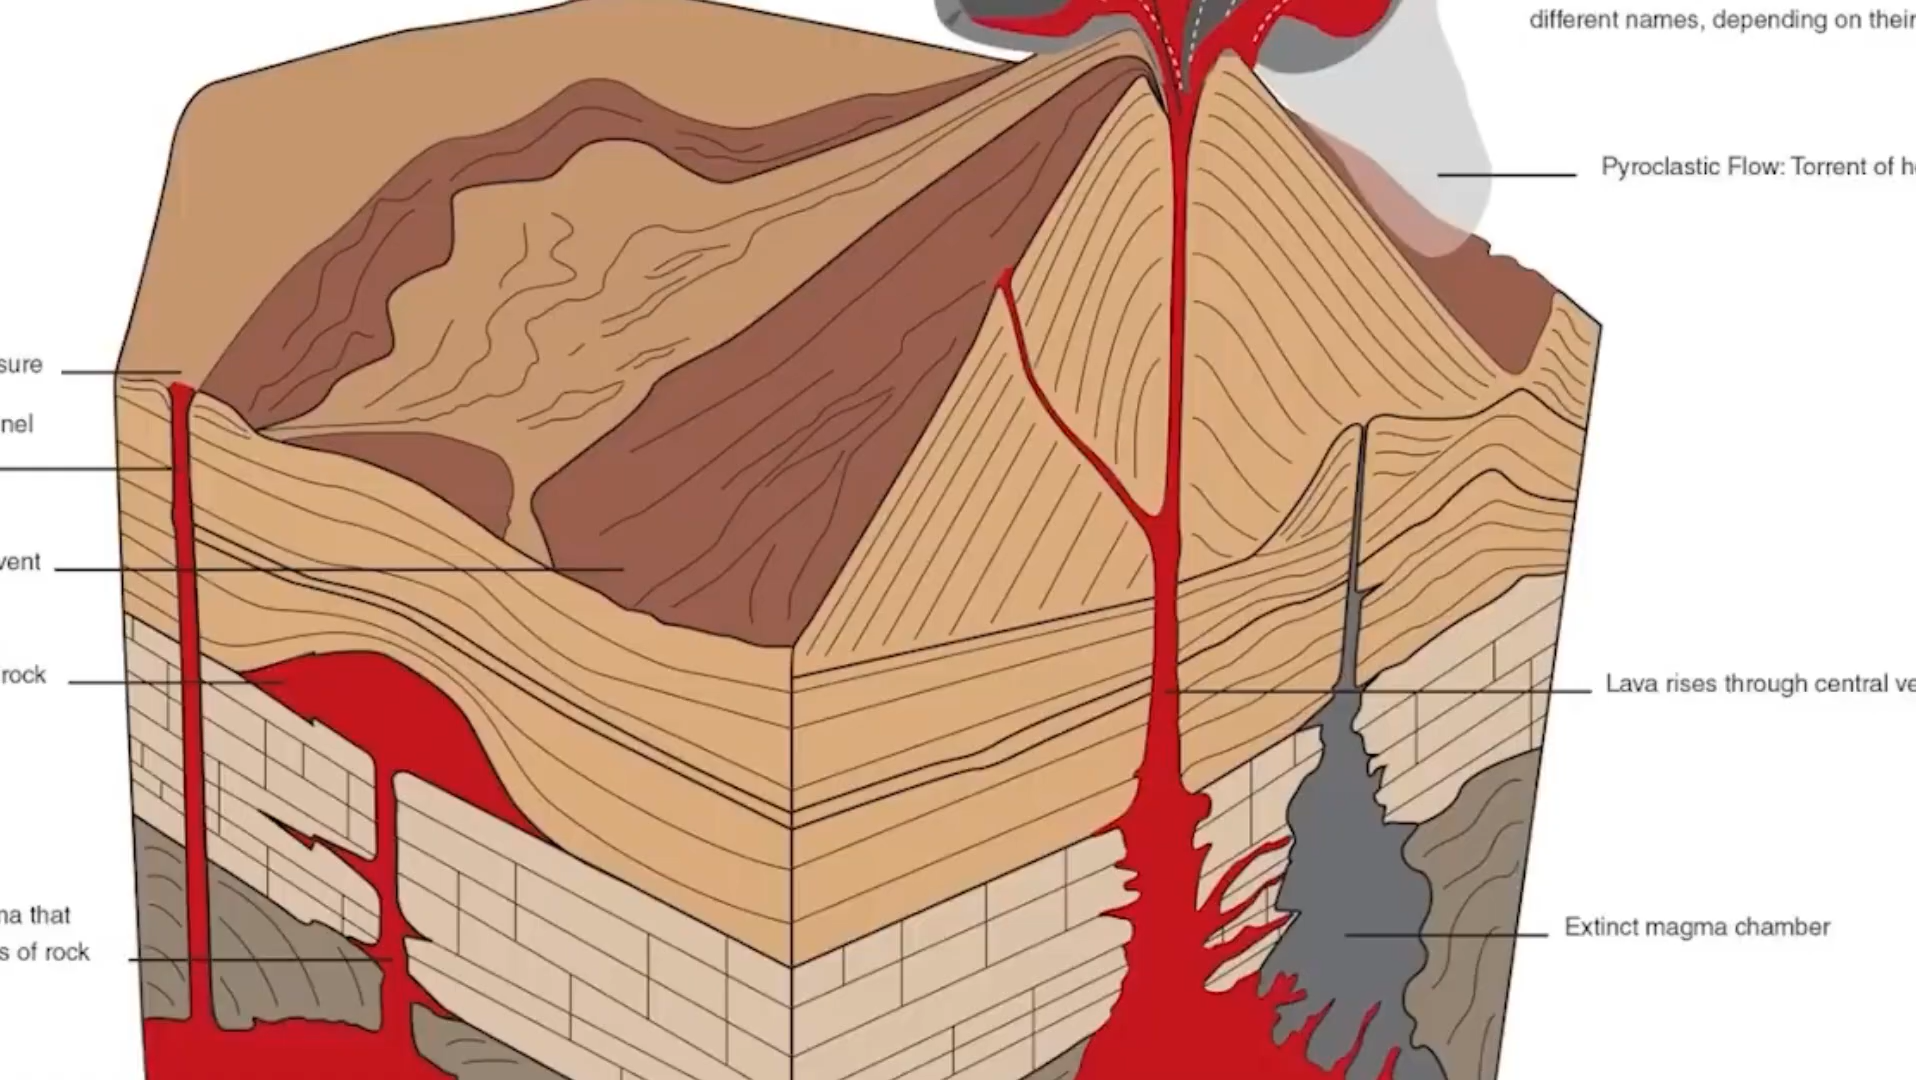 different names, depending on their
Pyroclastic Flow: Torrent of h
sure
nel
vent
rock
Lava rises through central ve
na that
s of rock
Extinct magma chamber